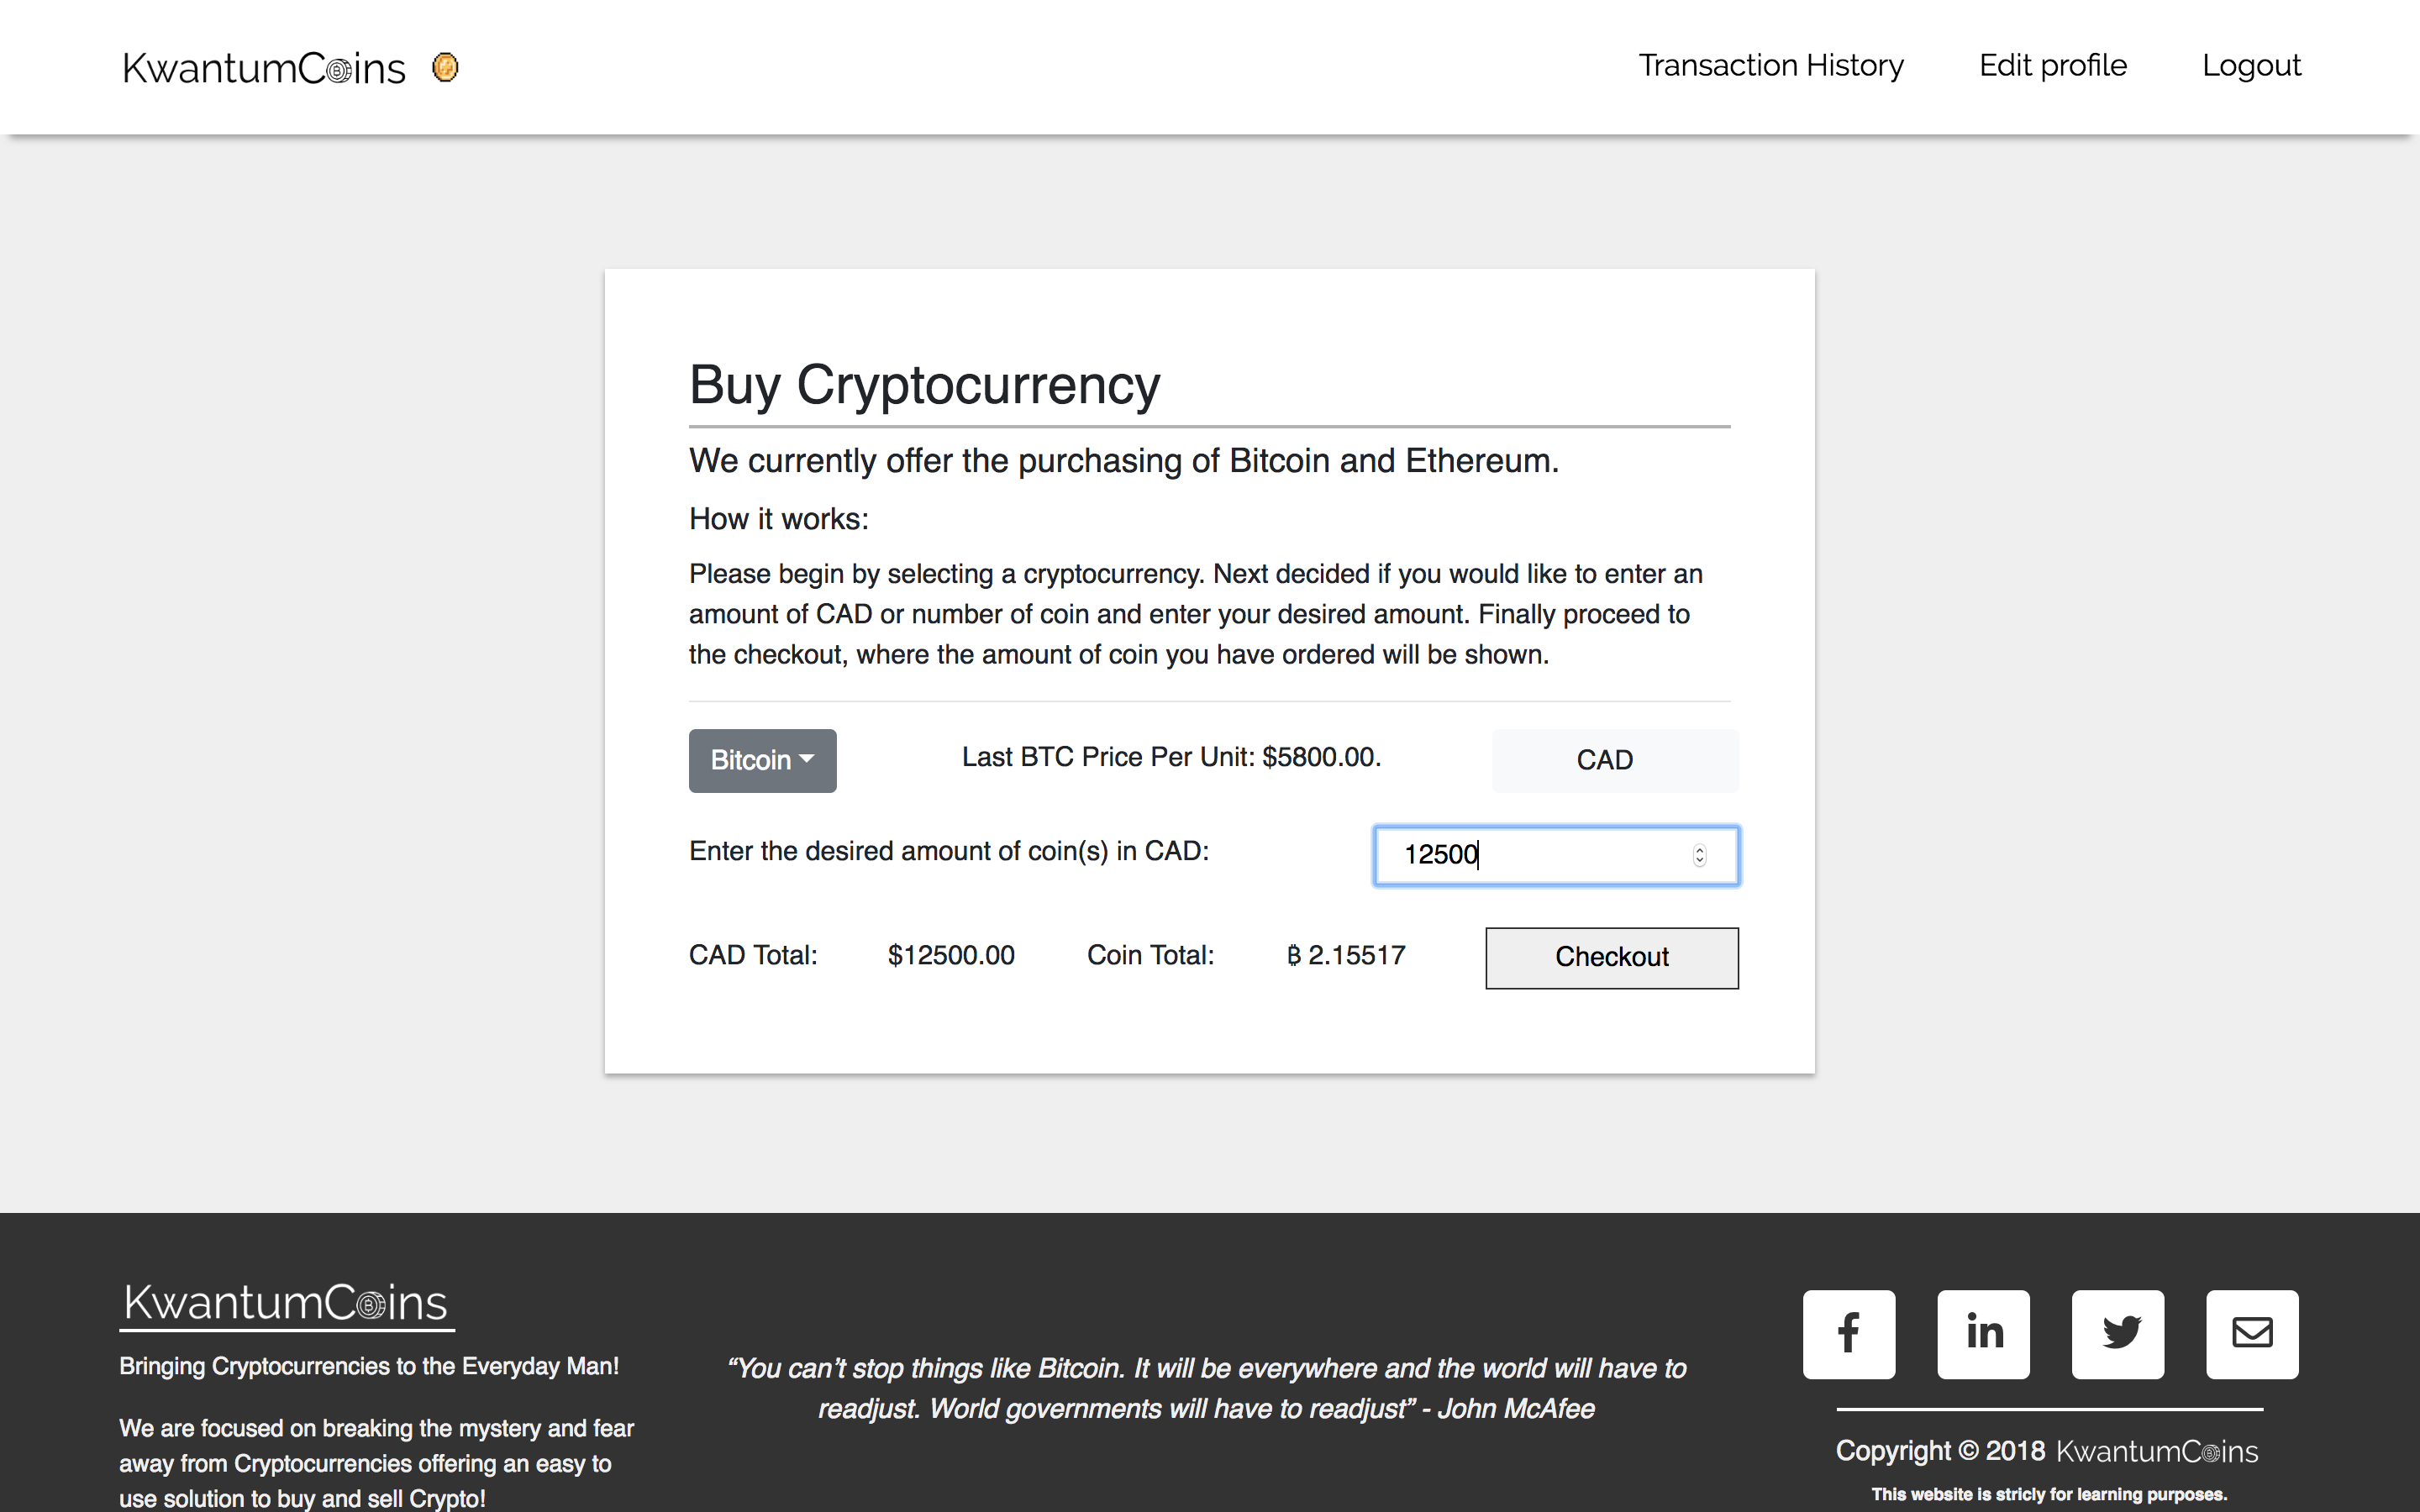 KwantumCoins
Transaction History
Edit profile
Logout
Buy Cryptocurrency
We currently offer the purchasing of Bitcoin and Ethereum.
How it works:
Please begin by selecting a cryptocurrency. Next decided if you would like to enter an
amount of CAD or number of coin and enter your desired amount. Finally proceed to
the checkout, where the amount of coin you have ordered will be shown.
Bitcoin
Last BTC Price Per Unit: $5800.00.
CAD
Enter the desired amount of coin(s) in CAD:
12500
CAD Total:
$12500.00
Coin Total:
₿ 2.15517
Checkout
KwantumCoins
Bringing Cryptocurrencies to the Everyday Man!
We are focused on breaking the mystery and fear
away from Cryptocurrencies offering an easy to
use solution to buy and sell Crypto!
“You can’t stop things like Bitcoin. It will be everywhere and the world will have to
readjust. World governments will have to readjust” - John McAfee
Copyright © 2018 KwantumCoins
This website is stricly for learning purposes.